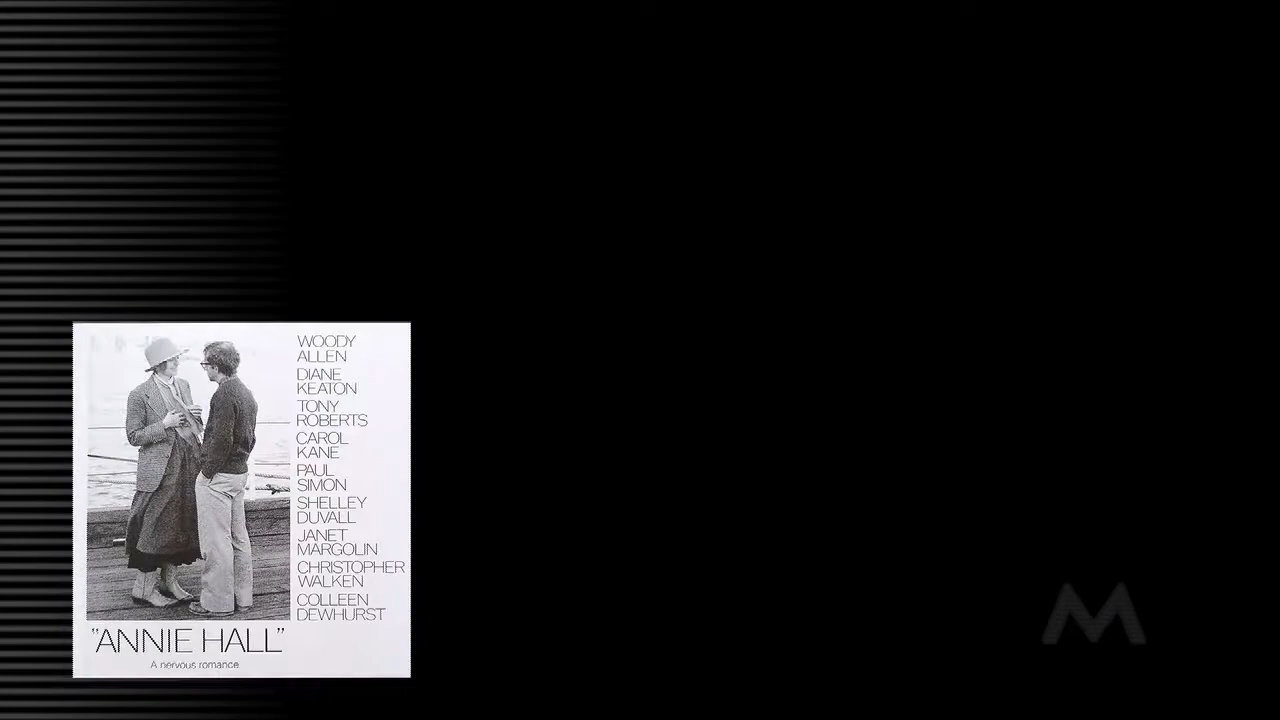 WOODY
ALLEN
DIANE
KEATON
TONY
ROBERTS
CAROL
KANE
PAUL
SIMON
SHELLEY
DUVALL
JANET
MARGOLIN
CHRISTOPHER
WALKEN
COLLEEN
DEWHURST
"ANNIE HALL"
A nervous romance.
M